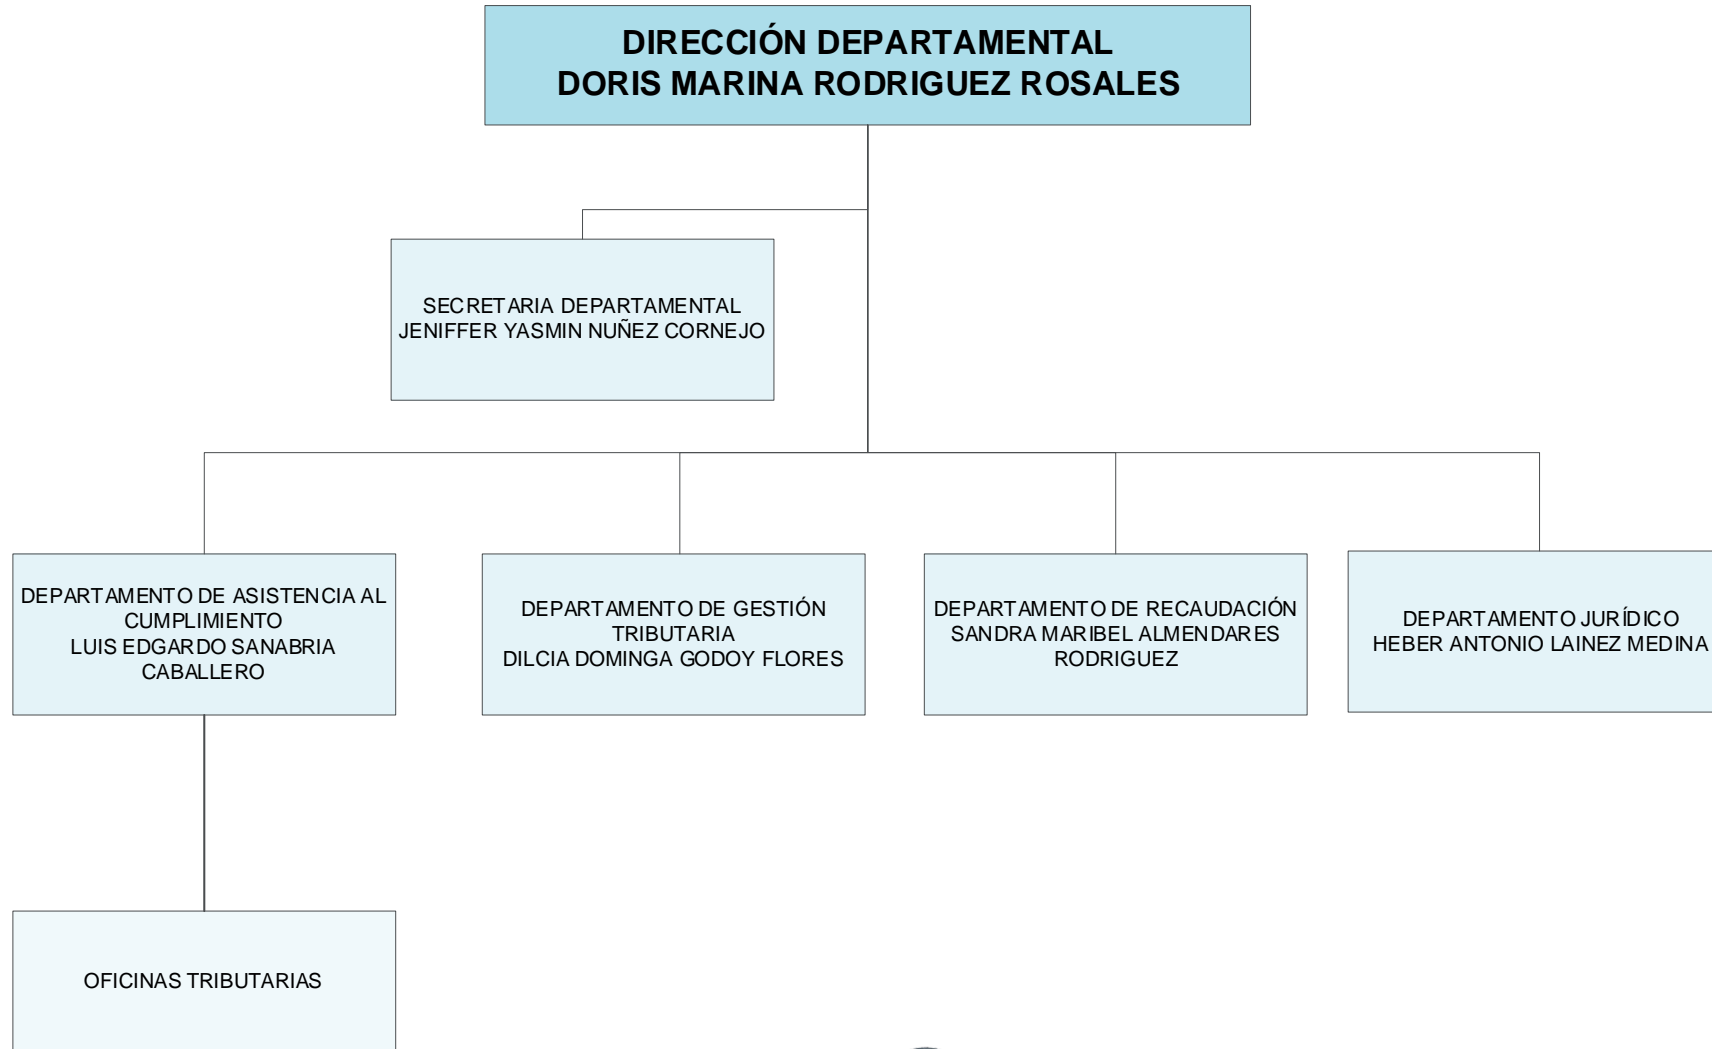 DIRECCIÓN DEPARTAMENTAL
DORIS MARINA RODRIGUEZ ROSALES
SECRETARIA DEPARTAMENTAL
JENIFFER YASMIN NUÑEZ CORNEJO
DEPARTAMENTO DE ASISTENCIA AL
CUMPLIMIENTO
LUIS EDGARDO SANABRIA
CABALLERO
DEPARTAMENTO DE GESTIÓN
TRIBUTARIA
DILCIA DOMINGA GODOY FLORES
DEPARTAMENTO DE RECAUDACIÓN
SANDRA MARIBEL ALMENDARES
RODRIGUEZ
DEPARTAMENTO JURÍDICO
HEBER ANTONIO LAINEZ MEDINA
OFICINAS TRIBUTARIAS